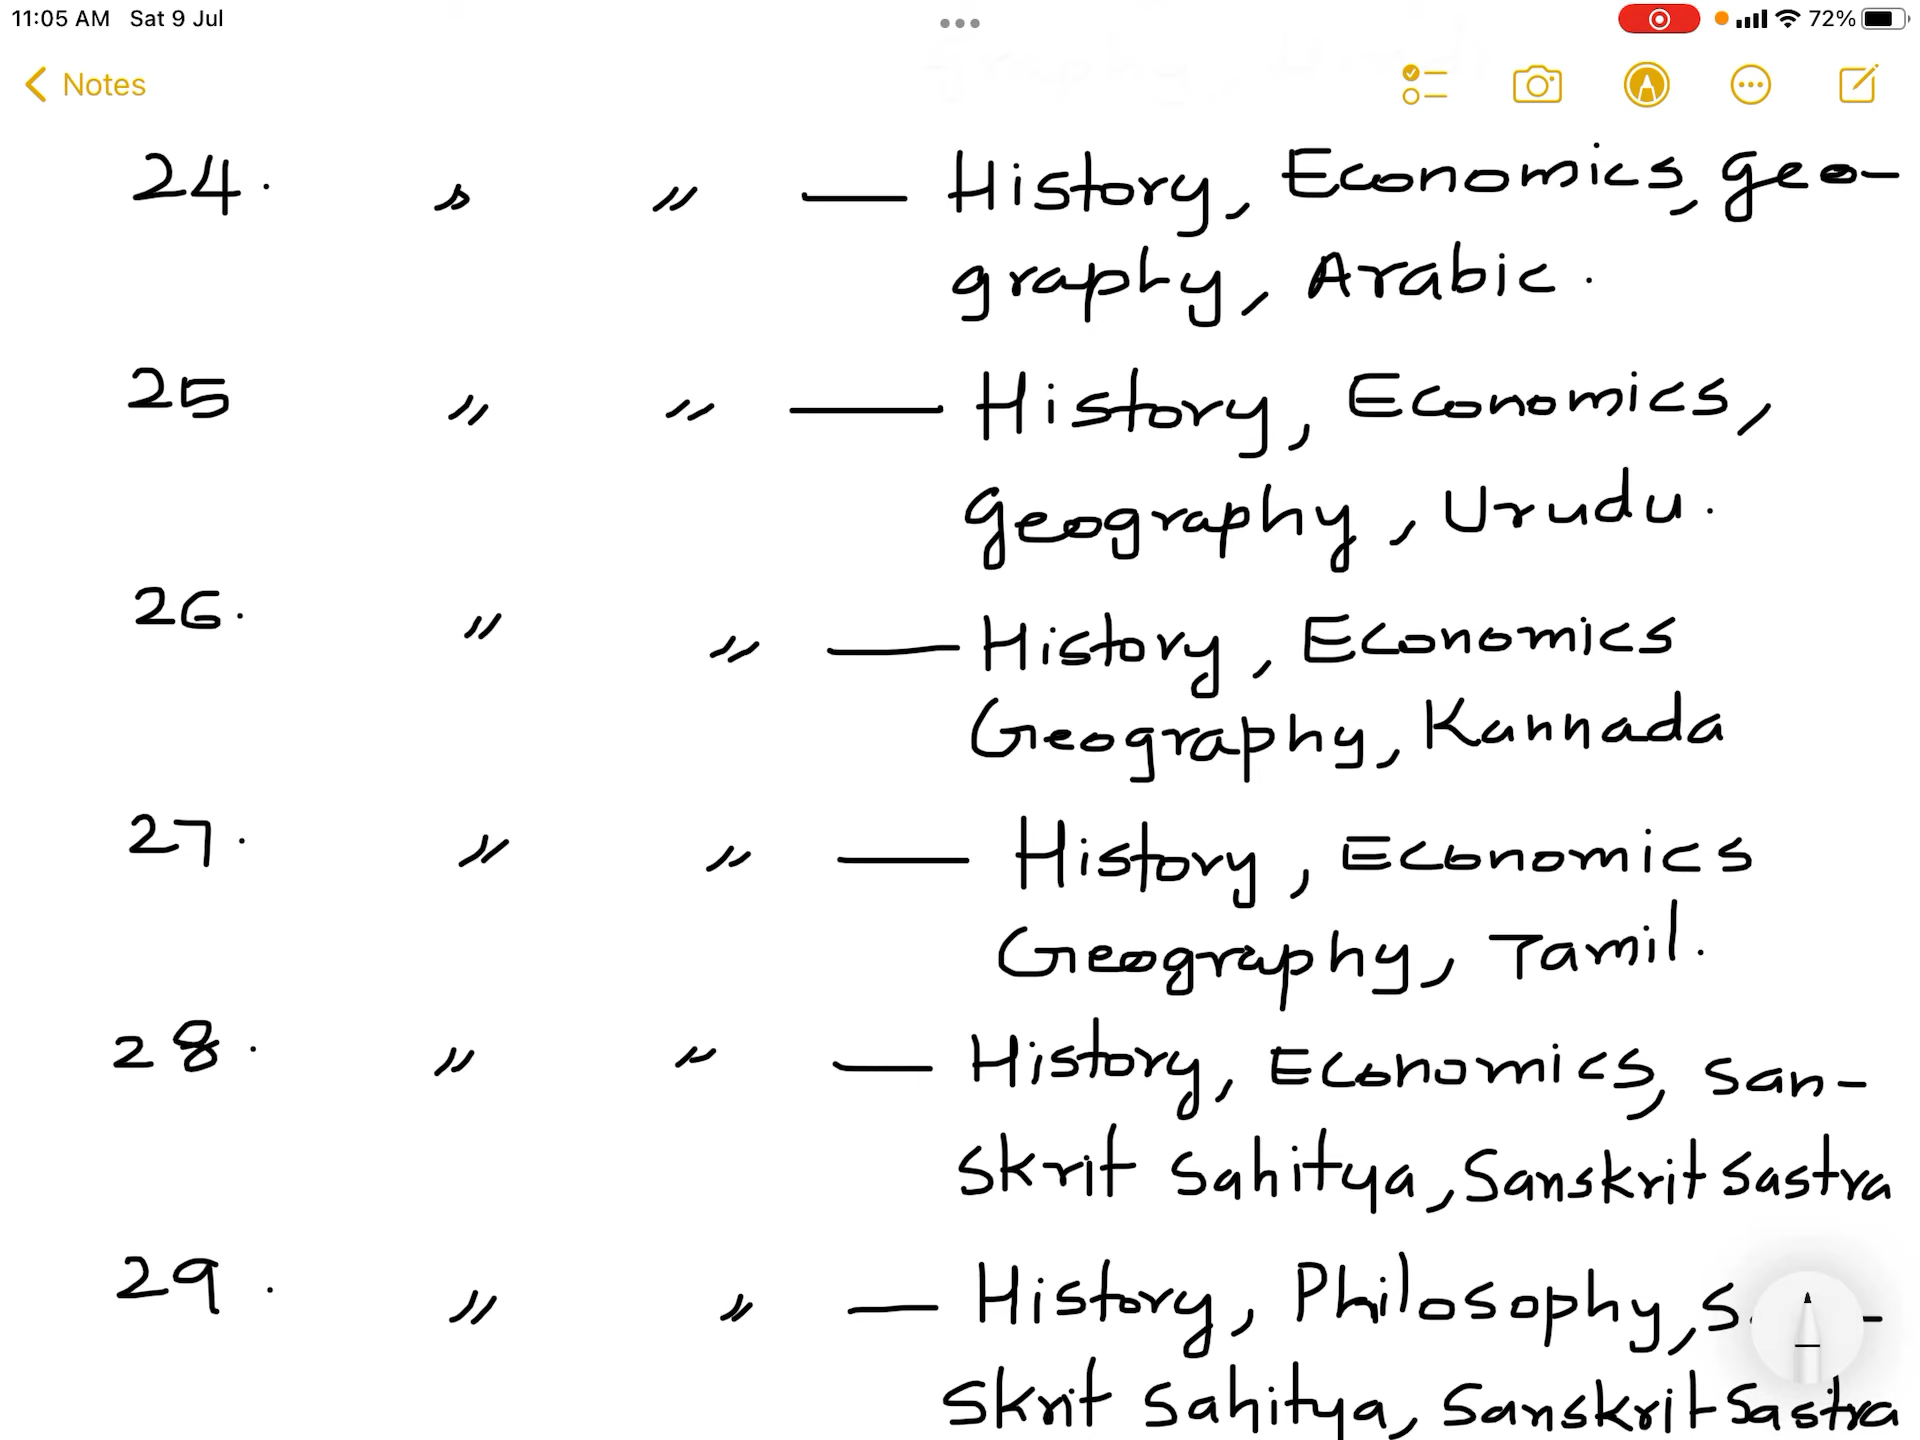 11:05 AM Sat 9 Jul 72%
Notes
24. " " — History, Economics, geo-
graphy, Arabic.
25 " " — History, Economics,
geography, Urudu.
26. " " — History, Economics
Geography, Kannada
27. " " — History, Economics
Geography, Tamil.
28. " " — History, Economics, san-
skrit sahitya, Sanskrit sastra
29. " " — History, Philosophy,
skrit sahitya, Sanskrit Sastra